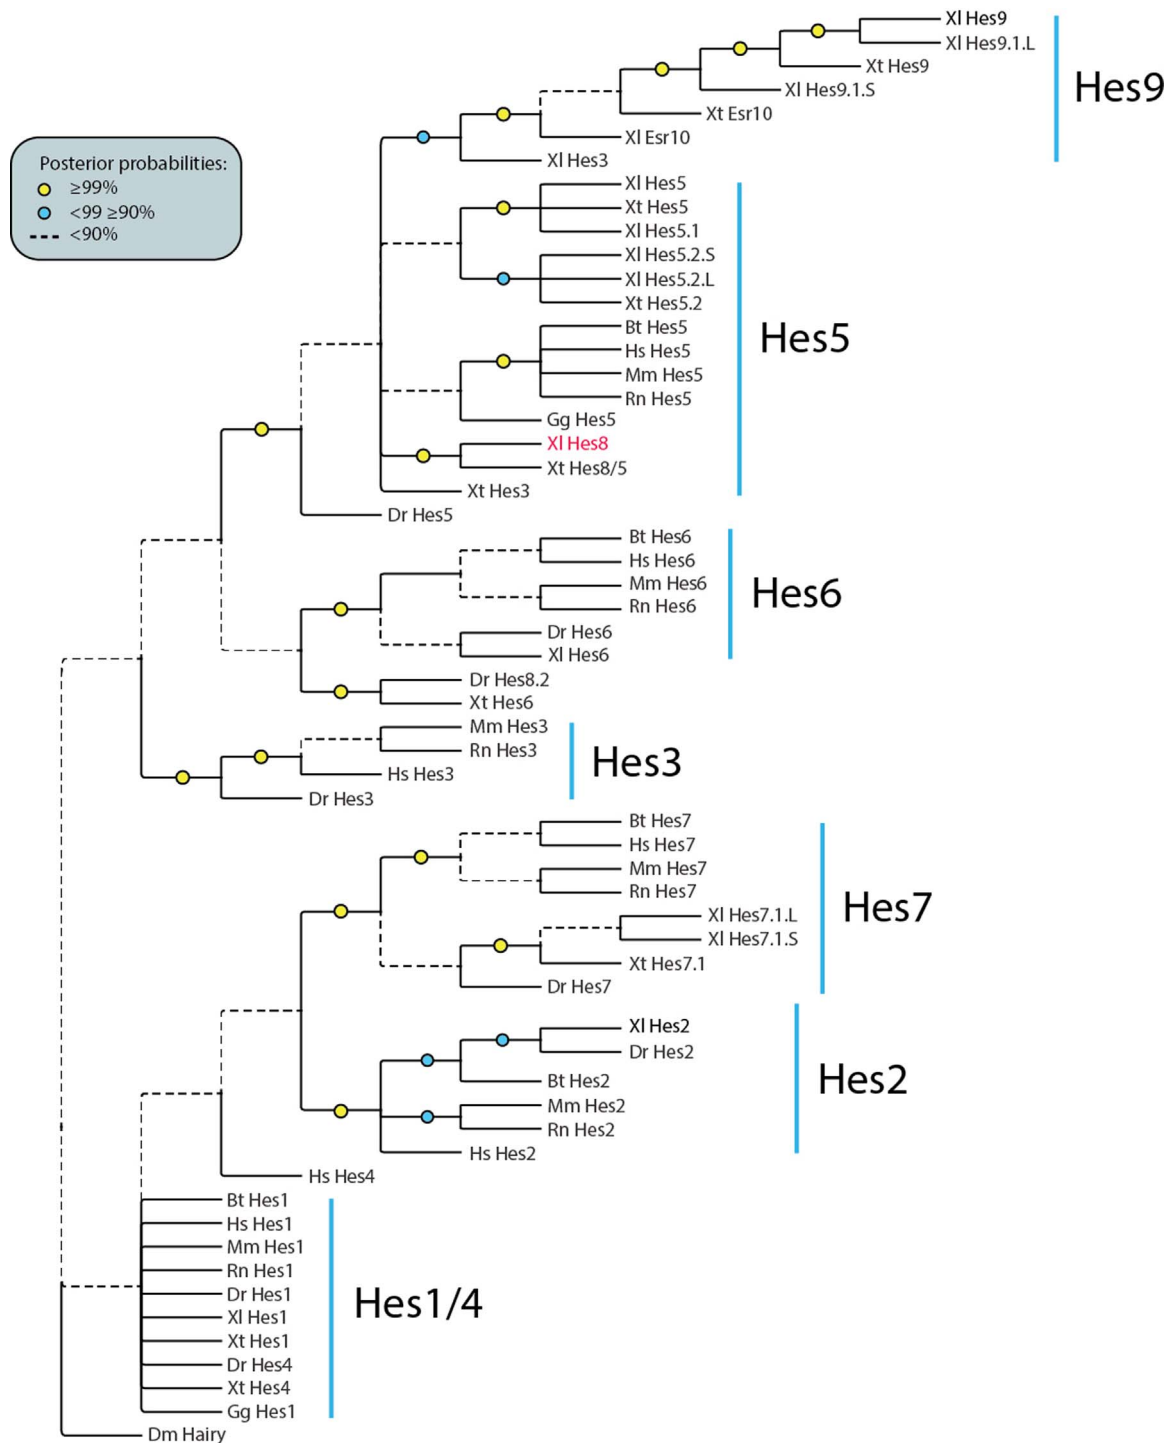 Xl Hes9
Xl Hes9.1.L
Xt Hes9
Xl Hes9.1.S
Xt Esr10
Xl Esr10
Xl Hes3
Hes9
Posterior probabilities:
≥99%
<99 ≥90%
<90%
Xl Hes5
Xt Hes5
Xl Hes5.1
Xl Hes5.2.S
Xl Hes5.2.L
Xt Hes5.2
Bt Hes5
Hs Hes5
Mm Hes5
Rn Hes5
Gg Hes5
Xl Hes8
Xt Hes8/5
Xt Hes3
Hes5
Dr Hes5
Bt Hes6
Hs Hes6
Mm Hes6
Rn Hes6
Dr Hes6
Xl Hes6
Hes6
Dr Hes8.2
Xt Hes6
Mm Hes3
Rn Hes3
Hs Hes3
Hes3
Dr Hes3
Bt Hes7
Hs Hes7
Mm Hes7
Rn Hes7
Xl Hes7.1.L
Xl Hes7.1.S
Xt Hes7.1
Dr Hes7
Hes7
Xl Hes2
Dr Hes2
Bt Hes2
Mm Hes2
Rn Hes2
Hs Hes2
Hes2
Hs Hes4
Bt Hes1
Hs Hes1
Mm Hes1
Rn Hes1
Dr Hes1
Xl Hes1
Xt Hes1
Dr Hes4
Xt Hes4
Gg Hes1
Hes1/4
Dm Hairy